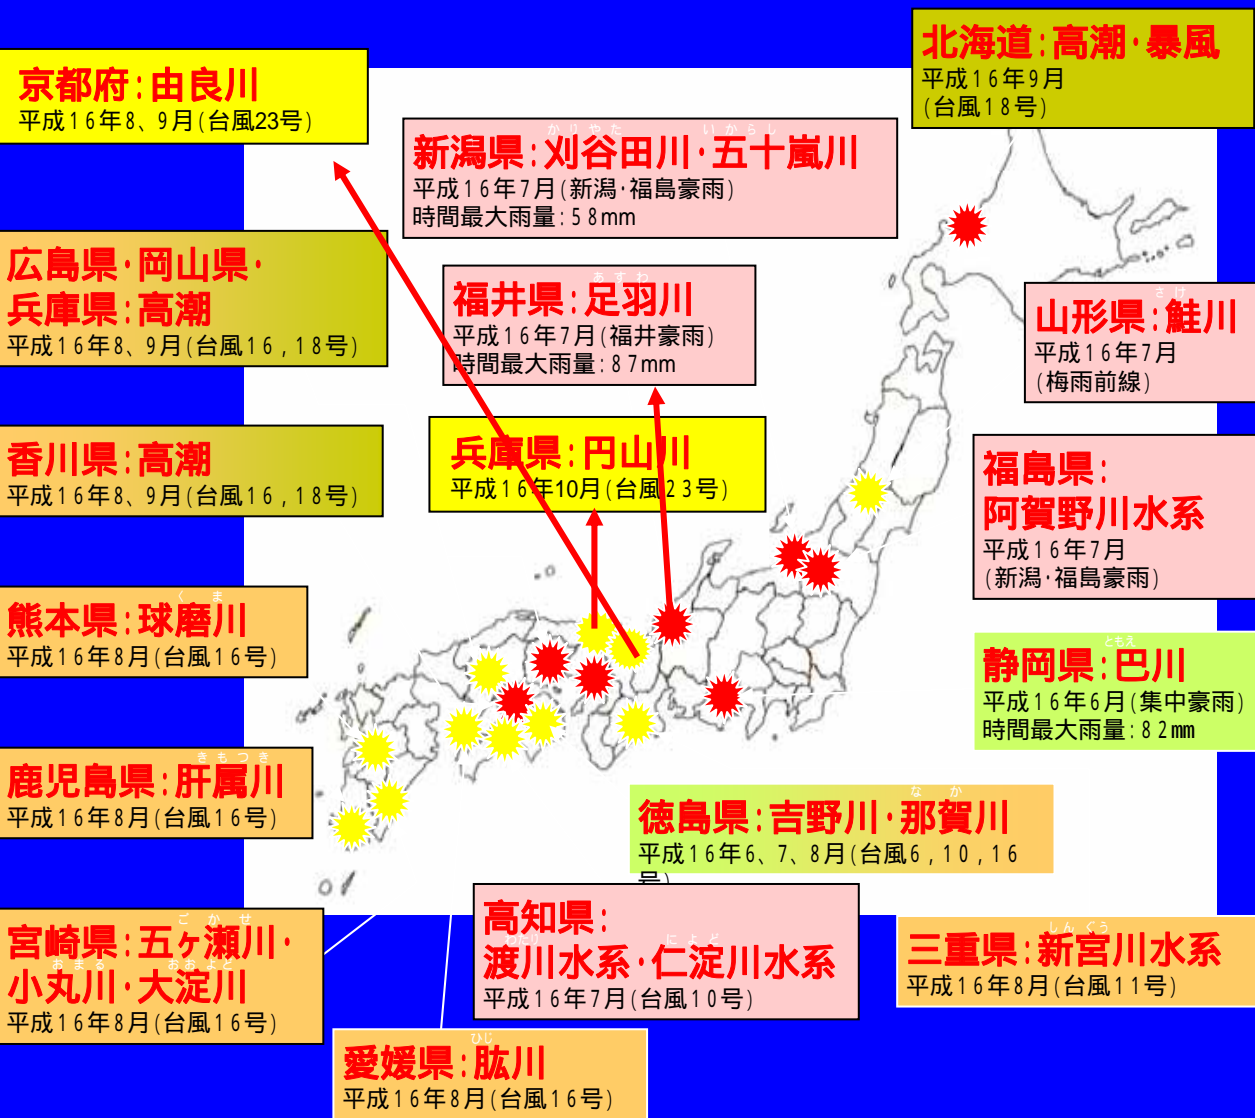 北海道:高潮・暴風
平成16年9月
(台風18号)
京都府:由良川
平成16年8、9月(台風23号)
かりやた いからし
新潟県:刈谷田川・五十嵐川
平成16年7月(新潟・福島豪雨)
時間最大雨量:58mm
広島県・岡山県・
兵庫県:高潮
平成16年8、9月(台風16,18号)
あすわ
福井県:足羽川
平成16年7月(福井豪雨)
時間最大雨量:87mm
さけ
山形県:鮭川
平成16年7月
(梅雨前線)
兵庫県:円山川
平成16年10月(台風23号)
香川県:高潮
平成16年8、9月(台風16,18号)
福島県:
阿賀野川水系
平成16年7月
(新潟・福島豪雨)
くま
熊本県:球磨川
平成16年8月(台風16号)
ともえ
静岡県:巴川
平成16年6月(集中豪雨)
時間最大雨量:82mm
きもつき
鹿児島県:肝属川
平成16年8月(台風16号)
なか
徳島県:吉野川・那賀川
平成16年6、7、8月(台風6,10,16
号)
ごかせ
宮崎県:五ヶ瀬川・
おまる おおよど
小丸川・大淀川
平成16年8月(台風16号)
高知県:
わたり によど
渡川水系・仁淀川水系
平成16年7月(台風10号)
しんぐう
三重県:新宮川水系
平成16年8月(台風11号)
ひじ
愛媛県:肱川
平成16年8月(台風16号)